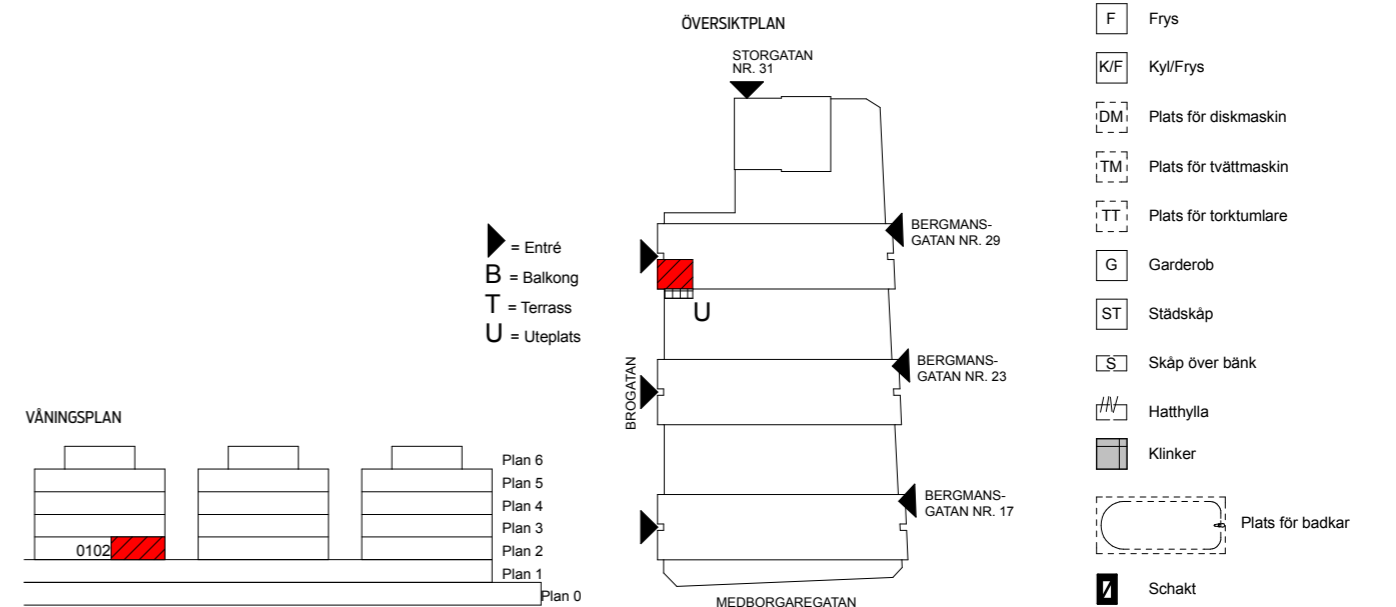 ÖVERSIKTPLAN
STORGATAN
NR. 31
= Entré
B = Balkong
T = Terrass
U = Uteplats
BERGMANS-
GATAN NR. 29
U
BROGATAN
BERGMANS-
GATAN NR. 23
BERGMANS-
GATAN NR. 17
MEDBORGAREGATAN
VÅNINGSPLAN
Plan 6
Plan 5
Plan 4
Plan 3
0102 Plan 2
Plan 1
Plan 0
F Frys
K/F Kyl/Frys
DM Plats för diskmaskin
TM Plats för tvättmaskin
TT Plats för torktumlare
G Garderob
ST Städskåp
S Skåp över bänk
Hatthylla
Klinker
Plats för badkar
Schakt